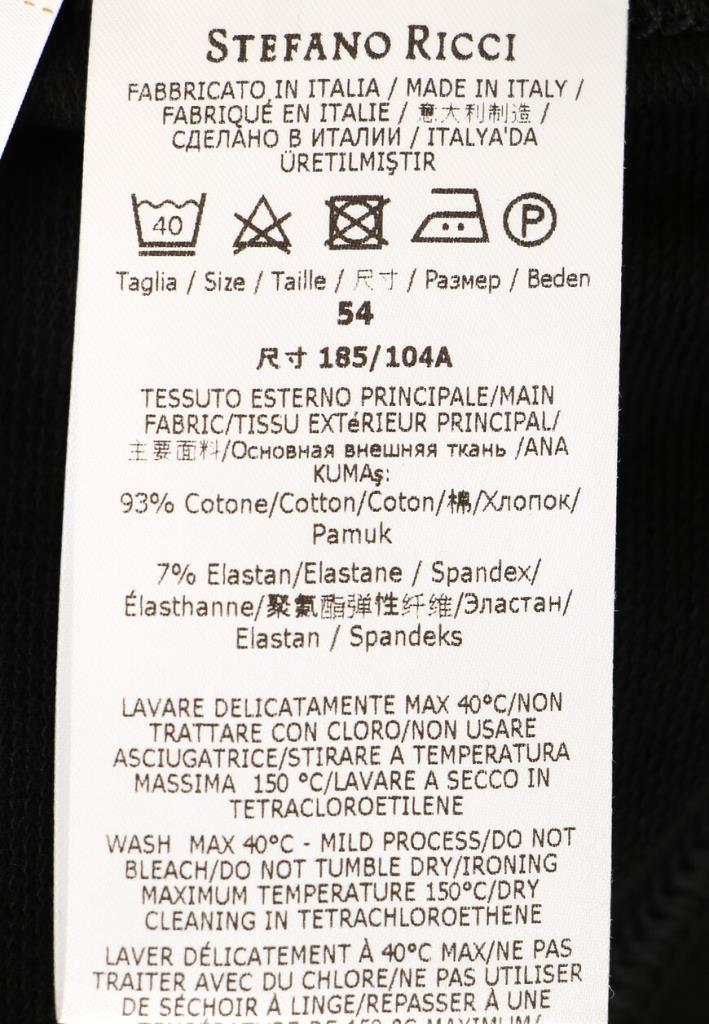 STEFANO RICCI
FABBRICATO IN ITALIA / MADE IN ITALY /
FABRIQUÉ EN ITALIE / 意大利制造 /
СДЕЛАНО В ИТАЛИИ / ITALYA'DA
ÜRETILMIŞTIR
40
P
Taglia / Size / Taille / 尺寸 / Размер / Beden
54
尺寸 185/104A
TESSUTO ESTERNO PRINCIPALE/MAIN
FABRIC/TISSU EXTéRIEUR PRINCIPAL/
主要面料/Основная внешняя ткань /ANA
KUMAş:
93% Cotone/Cotton/Coton/棉/Хлопок/
Pamuk
7% Elastan/Elastane / Spandex/
Élasthanne/聚氨酯弹性纤维/Эластан/
Elastan / Spandeks
LAVARE DELICATAMENTE MAX 40°C/NON
TRATTARE CON CLORO/NON USARE
ASCIUGATRICE/STIRARE A TEMPERATURA
MASSIMA 150 °C/LAVARE A SECCO IN
TETRACLOROETILENE
WASH MAX 40°C - MILD PROCESS/DO NOT
BLEACH/DO NOT TUMBLE DRY/IRONING
MAXIMUM TEMPERATURE 150°C/DRY
CLEANING IN TETRACHLOROETHENE
LAVER DÉLICATEMENT À 40°C MAX/NE PAS
TRAITER AVEC DU CHLORE/NE PAS UTILISER
DE SÉCHOIR À LINGE/REPASSER À UNE
TEMPÉRATURE DE 150 °C MAXIMUM/